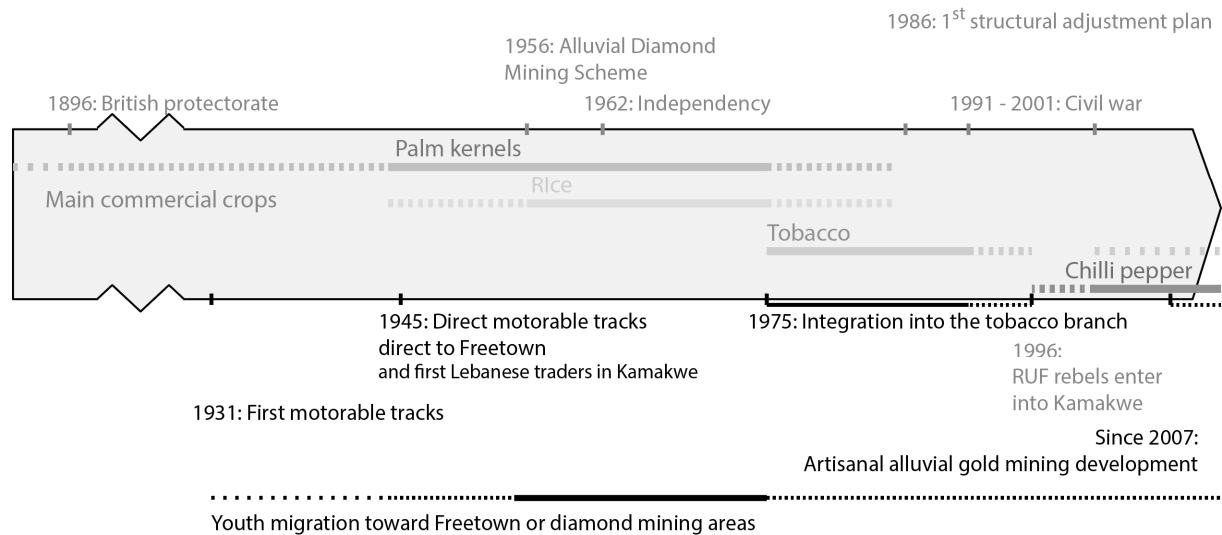 1986: 1st structural adjustment plan
1956: Alluvial Diamond
Mining Scheme
1896: British protectorate
1962: Independency
1991 - 2001: Civil war
Palm kernels
RIce
Main commercial crops
Tobacco
Chilli pepper
1945: Direct motorable tracks
direct to Freetown
and first Lebanese traders in Kamakwe
1975: Integration into the tobacco branch
1996:
RUF rebels enter
into Kamakwe
1931: First motorable tracks
Since 2007:
Artisanal alluvial gold mining development
Youth migration toward Freetown or diamond mining areas